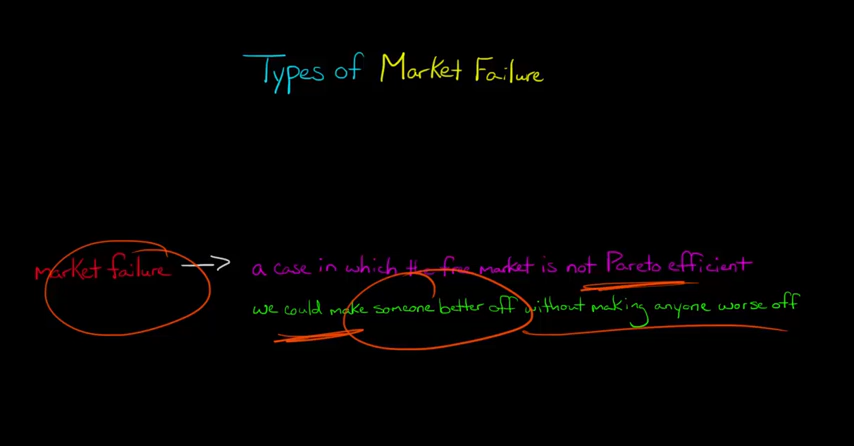 Types of Market Failure
market failure → a case in which the free market is not Pareto efficient
we could make someone better off without making anyone worse off